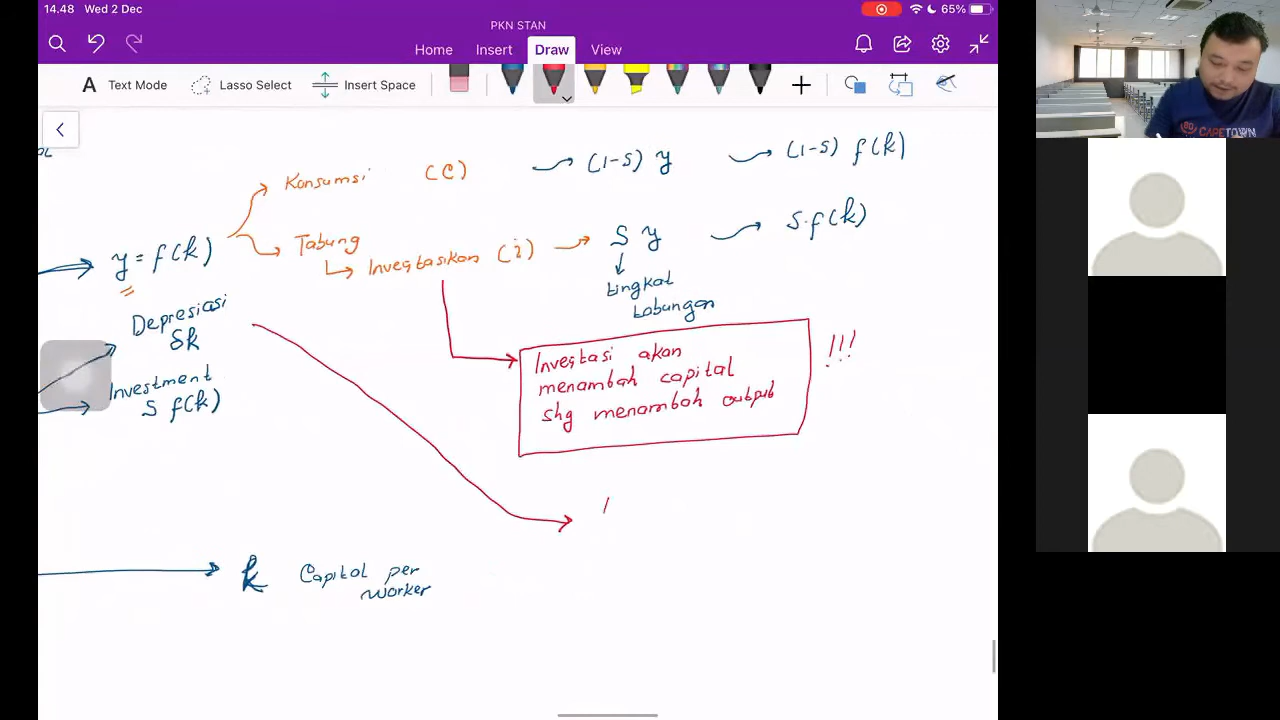 14.48 Wed 2 Dec
65%
PKN STAN
Home Insert Draw View
A Text Mode Lasso Select Insert Space
Konsumsi (C) (1-S) y (1-S) f(k)
y = f(k)
Tabung
Investasikan (i) S y S.f(k)
tingkat
tabungan
Depresiasi
δk
Investment
S f(k)
Investasi akan
menambah capital
shg menambah output
!!!
k Capital per
worker
CAPETOWN